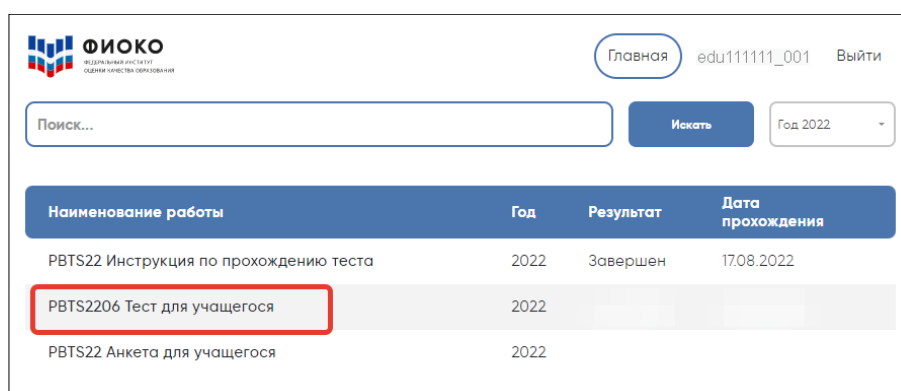 ФИОКО
ФЕДЕРАЛЬНЫЙ ИНСТИТУТ
ОЦЕНКИ КАЧЕСТВА ОБРАЗОВАНИЯ
Главная edu111111_001 Выйти
Поиск... Искать Год 2022
Наименование работы Год Результат Дата прохождения
PBTS22 Инструкция по прохождению теста 2022 Завершен 17.08.2022
PBTS2206 Тест для учащегося 2022
PBTS22 Анкета для учащегося 2022